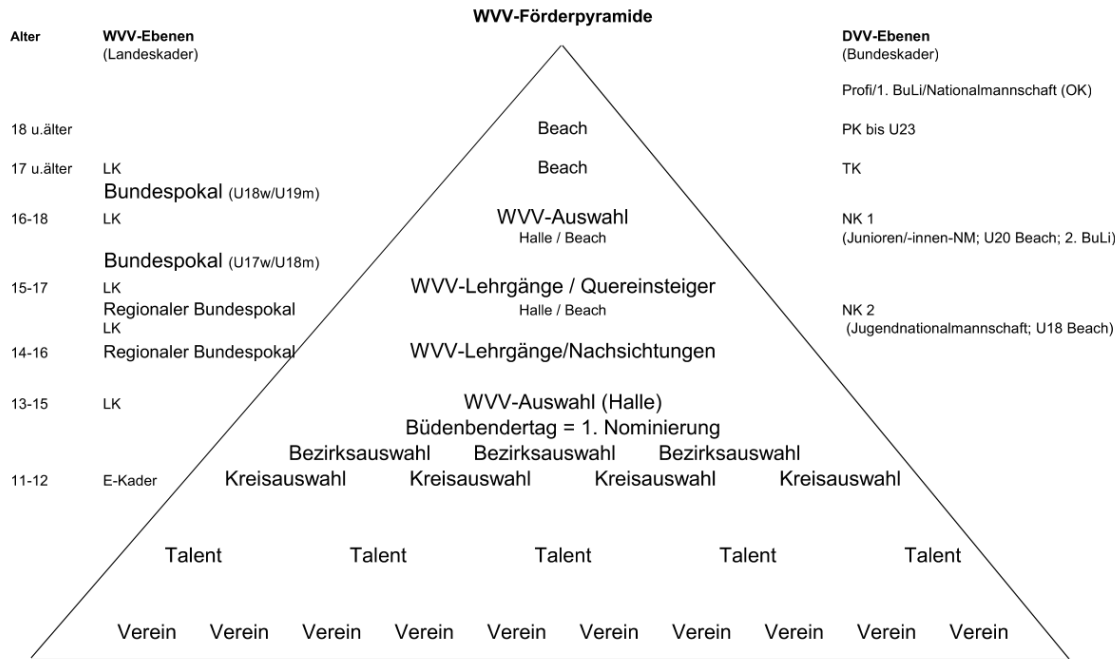 WVV-Förderpyramide
Alter WVV-Ebenen DVV-Ebenen
(Landeskader) (Bundeskader)
Profi/1. BuLi/Nationalmannschaft (OK)
18 u.älter Beach PK bis U23
17 u.älter LK Beach TK
Bundespokal (U18w/U19m)
16-18 LK WVV-Auswahl NK 1
Halle / Beach (Junioren/-innen-NM; U20 Beach; 2. BuLi)
Bundespokal (U17w/U18m)
15-17 LK WVV-Lehrgänge / Quereinsteiger
Regionaler Bundespokal Halle / Beach NK 2
LK (Jugendnationalmannschaft; U18 Beach)
14-16 Regionaler Bundespokal WVV-Lehrgänge/Nachsichtungen
13-15 LK WVV-Auswahl (Halle)
Büdenbendertag = 1. Nominierung
Bezirksauswahl Bezirksauswahl Bezirksauswahl
11-12 E-Kader Kreisauswahl Kreisauswahl Kreisauswahl Kreisauswahl
Talent Talent Talent Talent Talent
Verein Verein Verein Verein Verein Verein Verein Verein Verein Verein